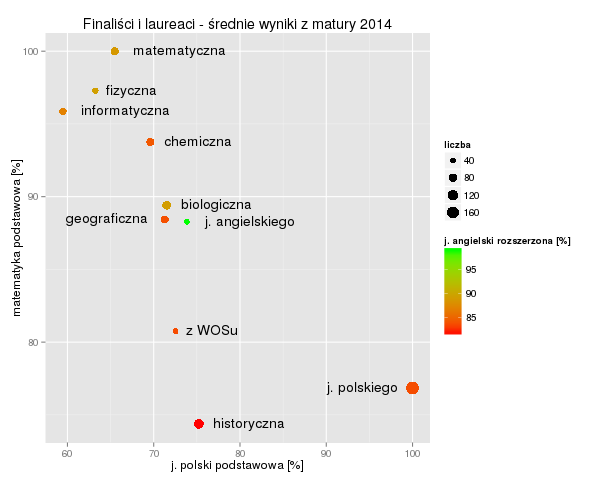 Finaliści i laureaci - średnie wyniki z matury 2014
matematyka podstawowa [%]
100
90
80
matematyczna
fizyczna
informatyczna
chemiczna
biologiczna
geograficzna
j. angielskiego
z WOSu
j. polskiego
historyczna
60 70 80 90 100
j. polski podstawowa [%]
liczba
40
80
120
160
j. angielski rozszerzona [%]
95
90
85